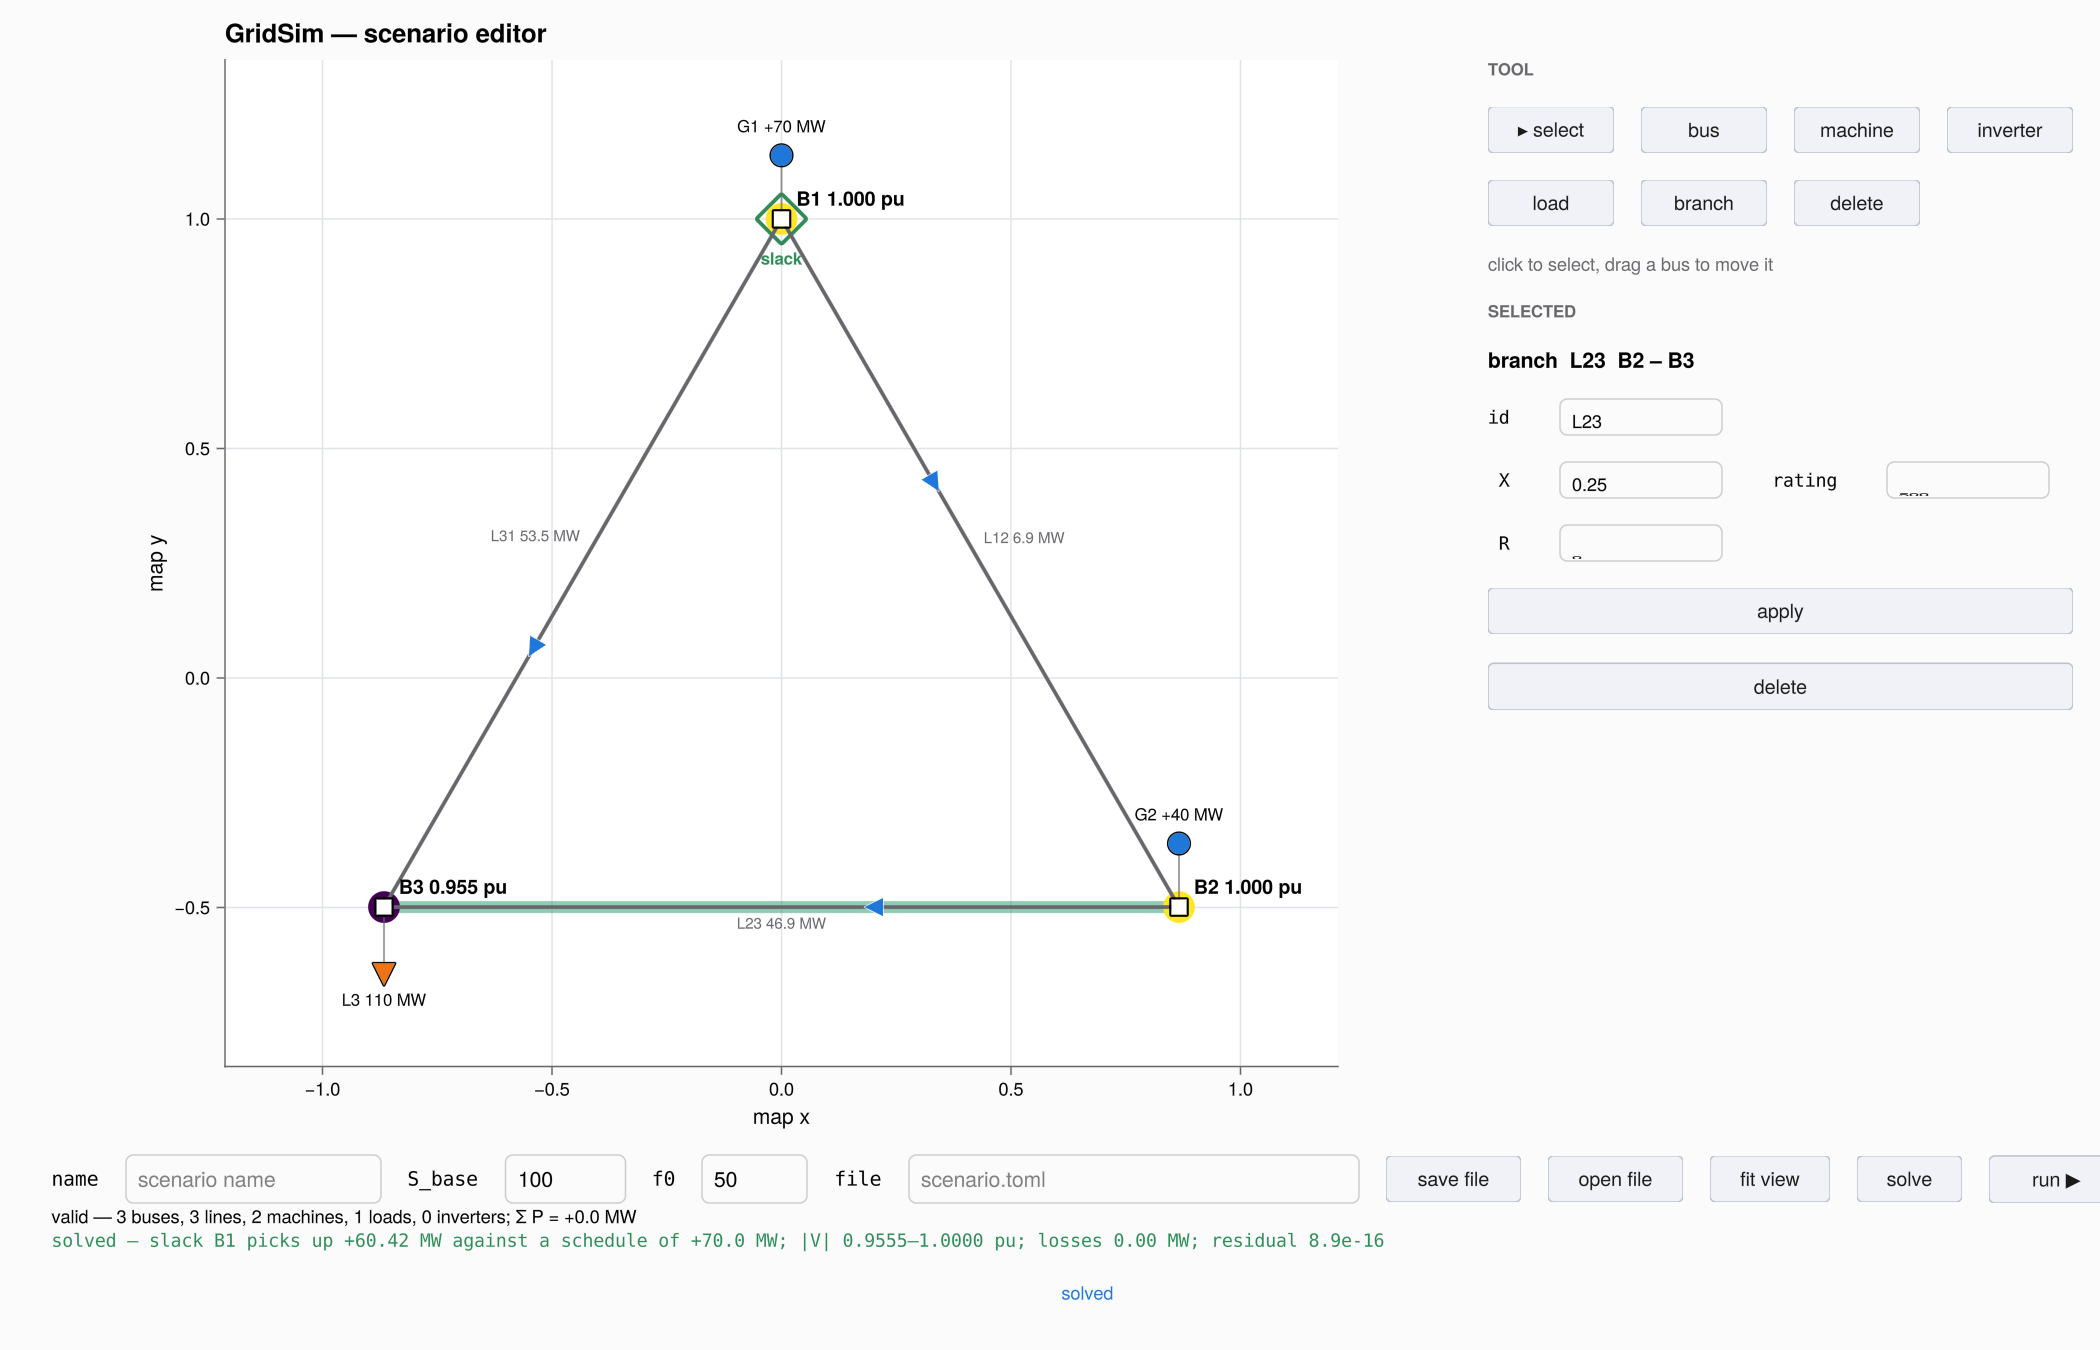 GridSim — scenario editor
G1 +70 MW
B1 1.000 pu
slack
L31 53.5 MW
L12 6.9 MW
G2 +40 MW
B3 0.955 pu
B2 1.000 pu
L23 46.9 MW
L3 110 MW
1.0
0.5
0.0
−0.5
map y
−1.0
−0.5
0.0
0.5
1.0
map x
TOOL
▸ select
bus
machine
inverter
load
branch
delete
click to select, drag a bus to move it
SELECTED
branch L23 B2 – B3
id
L23
X
0.25
rating
R
apply
delete
name
scenario name
S_base
100
f0
50
file
scenario.toml
save file
open file
fit view
solve
run ▶
valid — 3 buses, 3 lines, 2 machines, 1 loads, 0 inverters; Σ P = +0.0 MW
solved — slack B1 picks up +60.42 MW against a schedule of +70.0 MW; |V| 0.9555–1.0000 pu; losses 0.00 MW; residual 8.9e-16
solved